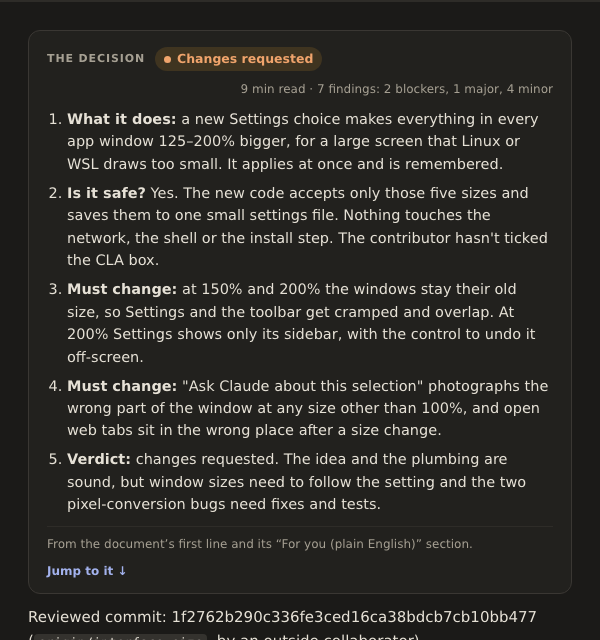 THE DECISION • Changes requested
9 min read · 7 findings: 2 blockers, 1 major, 4 minor
1. What it does: a new Settings choice makes everything in every
app window 125–200% bigger, for a large screen that Linux or
WSL draws too small. It applies at once and is remembered.
2. Is it safe? Yes. The new code accepts only those five sizes and
saves them to one small settings file. Nothing touches the
network, the shell or the install step. The contributor hasn't ticked
the CLA box.
3. Must change: at 150% and 200% the windows stay their old
size, so Settings and the toolbar get cramped and overlap. At
200% Settings shows only its sidebar, with the control to undo it
off-screen.
4. Must change: "Ask Claude about this selection" photographs the
wrong part of the window at any size other than 100%, and open
web tabs sit in the wrong place after a size change.
5. Verdict: changes requested. The idea and the plumbing are
sound, but window sizes need to follow the setting and the two
pixel-conversion bugs need fixes and tests.
From the document’s first line and its “For you (plain English)” section.
Jump to it ↓
Reviewed commit: 1f2762b290c336fe3ced16ca38bdcb7cb10bb477
by an outside collaborator)